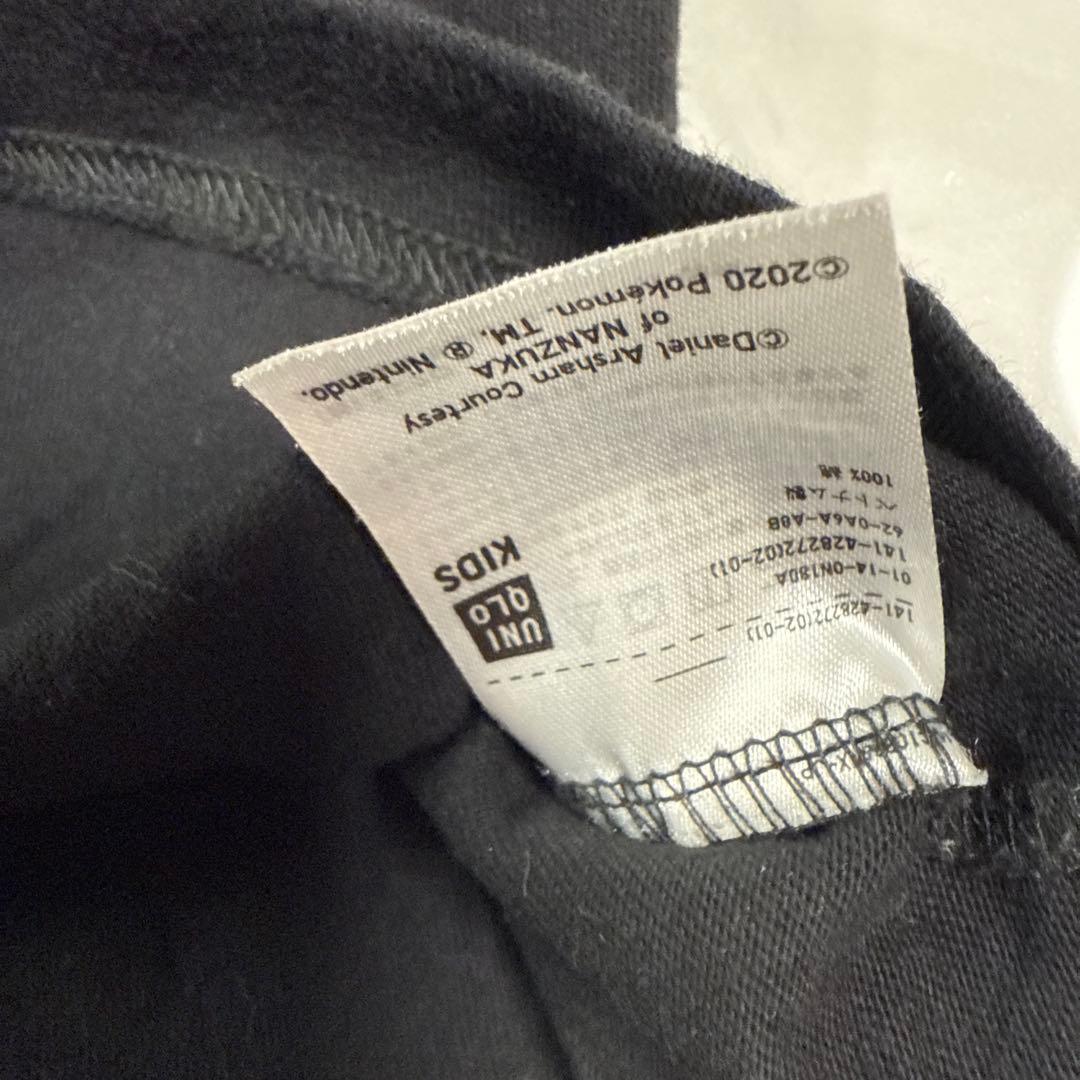 UNI
QLO
KIDS
141-428272(02-01)
01-14-0N180A
141-428272(02-01)
62-0A6A-A8B
ベトナム製
100% 綿
©Daniel Arsham Courtesy
of NANZUKA
©2020 Pokémon. TM, ® Nintendo.